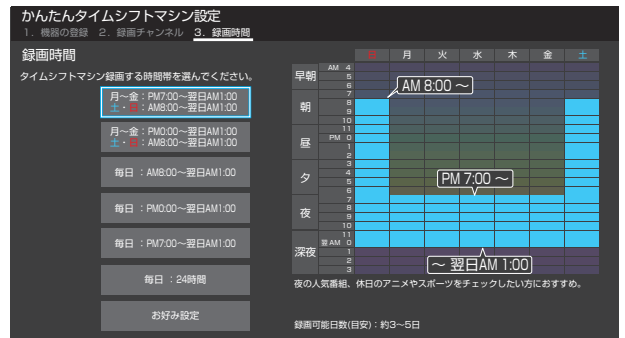 かんたんタイムシフトマシン設定
1. 機器の登録 2. 録画チャンネル 3. 録画時間
録画時間
タイムシフトマシン録画する時間帯を選んでください。
月～金：PM7:00～翌日AM1:00
土・日：AM8:00～翌日AM1:00
月～金：PM0:00～翌日AM1:00
土・日：AM8:00～翌日AM1:00
毎日 ：AM8:00～翌日AM1:00
毎日 ：PM0:00～翌日AM1:00
毎日 ：PM7:00～翌日AM1:00
毎日 ：24時間
お好み設定
日 月 火 水 木 金 土
早朝
AM 4
5
6
7
朝
8
9
10
昼
11
PM 0
1
2
夕
3
4
5
6
夜
7
8
9
10
深夜
11
翌AM 0
1
2
3
AM 8:00 ～
PM 7:00 ～
～ 翌日AM 1:00
夜の人気番組、休日のアニメやスポーツをチェックしたい方におすすめ。
録画可能日数(目安)：約3～5日